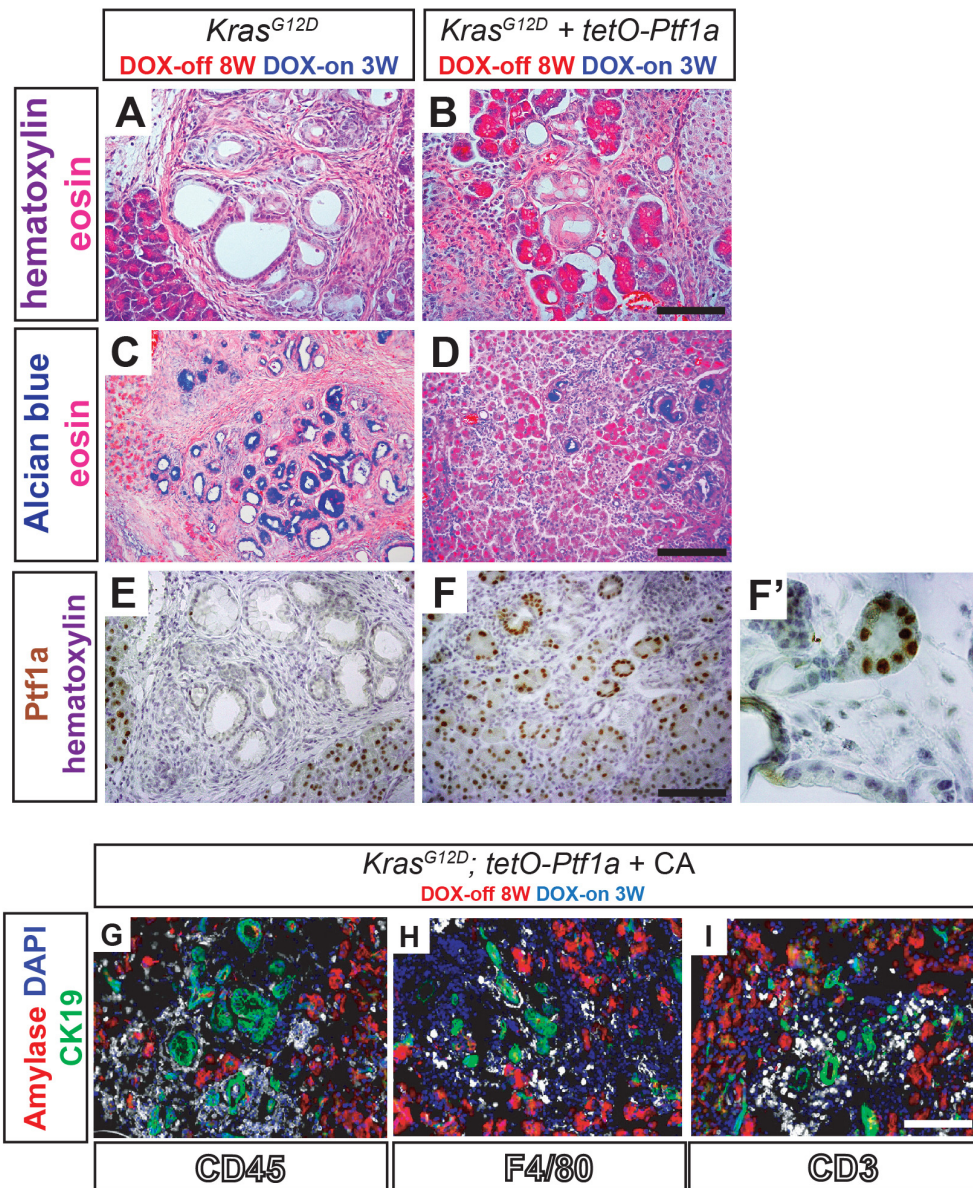 Kras^G12D
DOX-off 8W DOX-on 3W
Kras^G12D + tetO-Ptf1a
DOX-off 8W DOX-on 3W
hematoxylin
eosin
A
B
Alcian blue
eosin
C
D
Ptf1a
hematoxylin
E
F
F'
Kras^G12D; tetO-Ptf1a + CA
DOX-off 8W DOX-on 3W
Amylase DAPI
CK19
G
H
I
CD45
F4/80
CD3